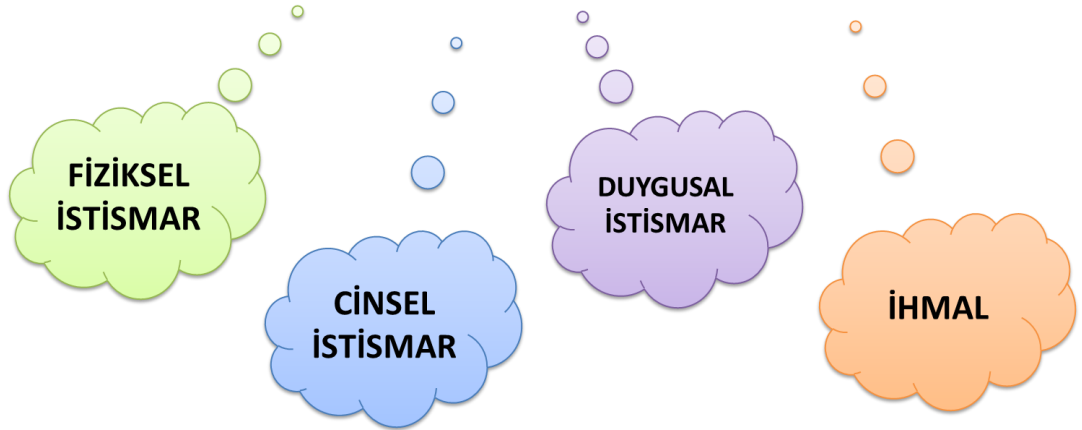 FİZİKSEL
İSTİSMAR
CİNSEL
İSTİSMAR
DUYGUSAL
İSTİSMAR
İHMAL